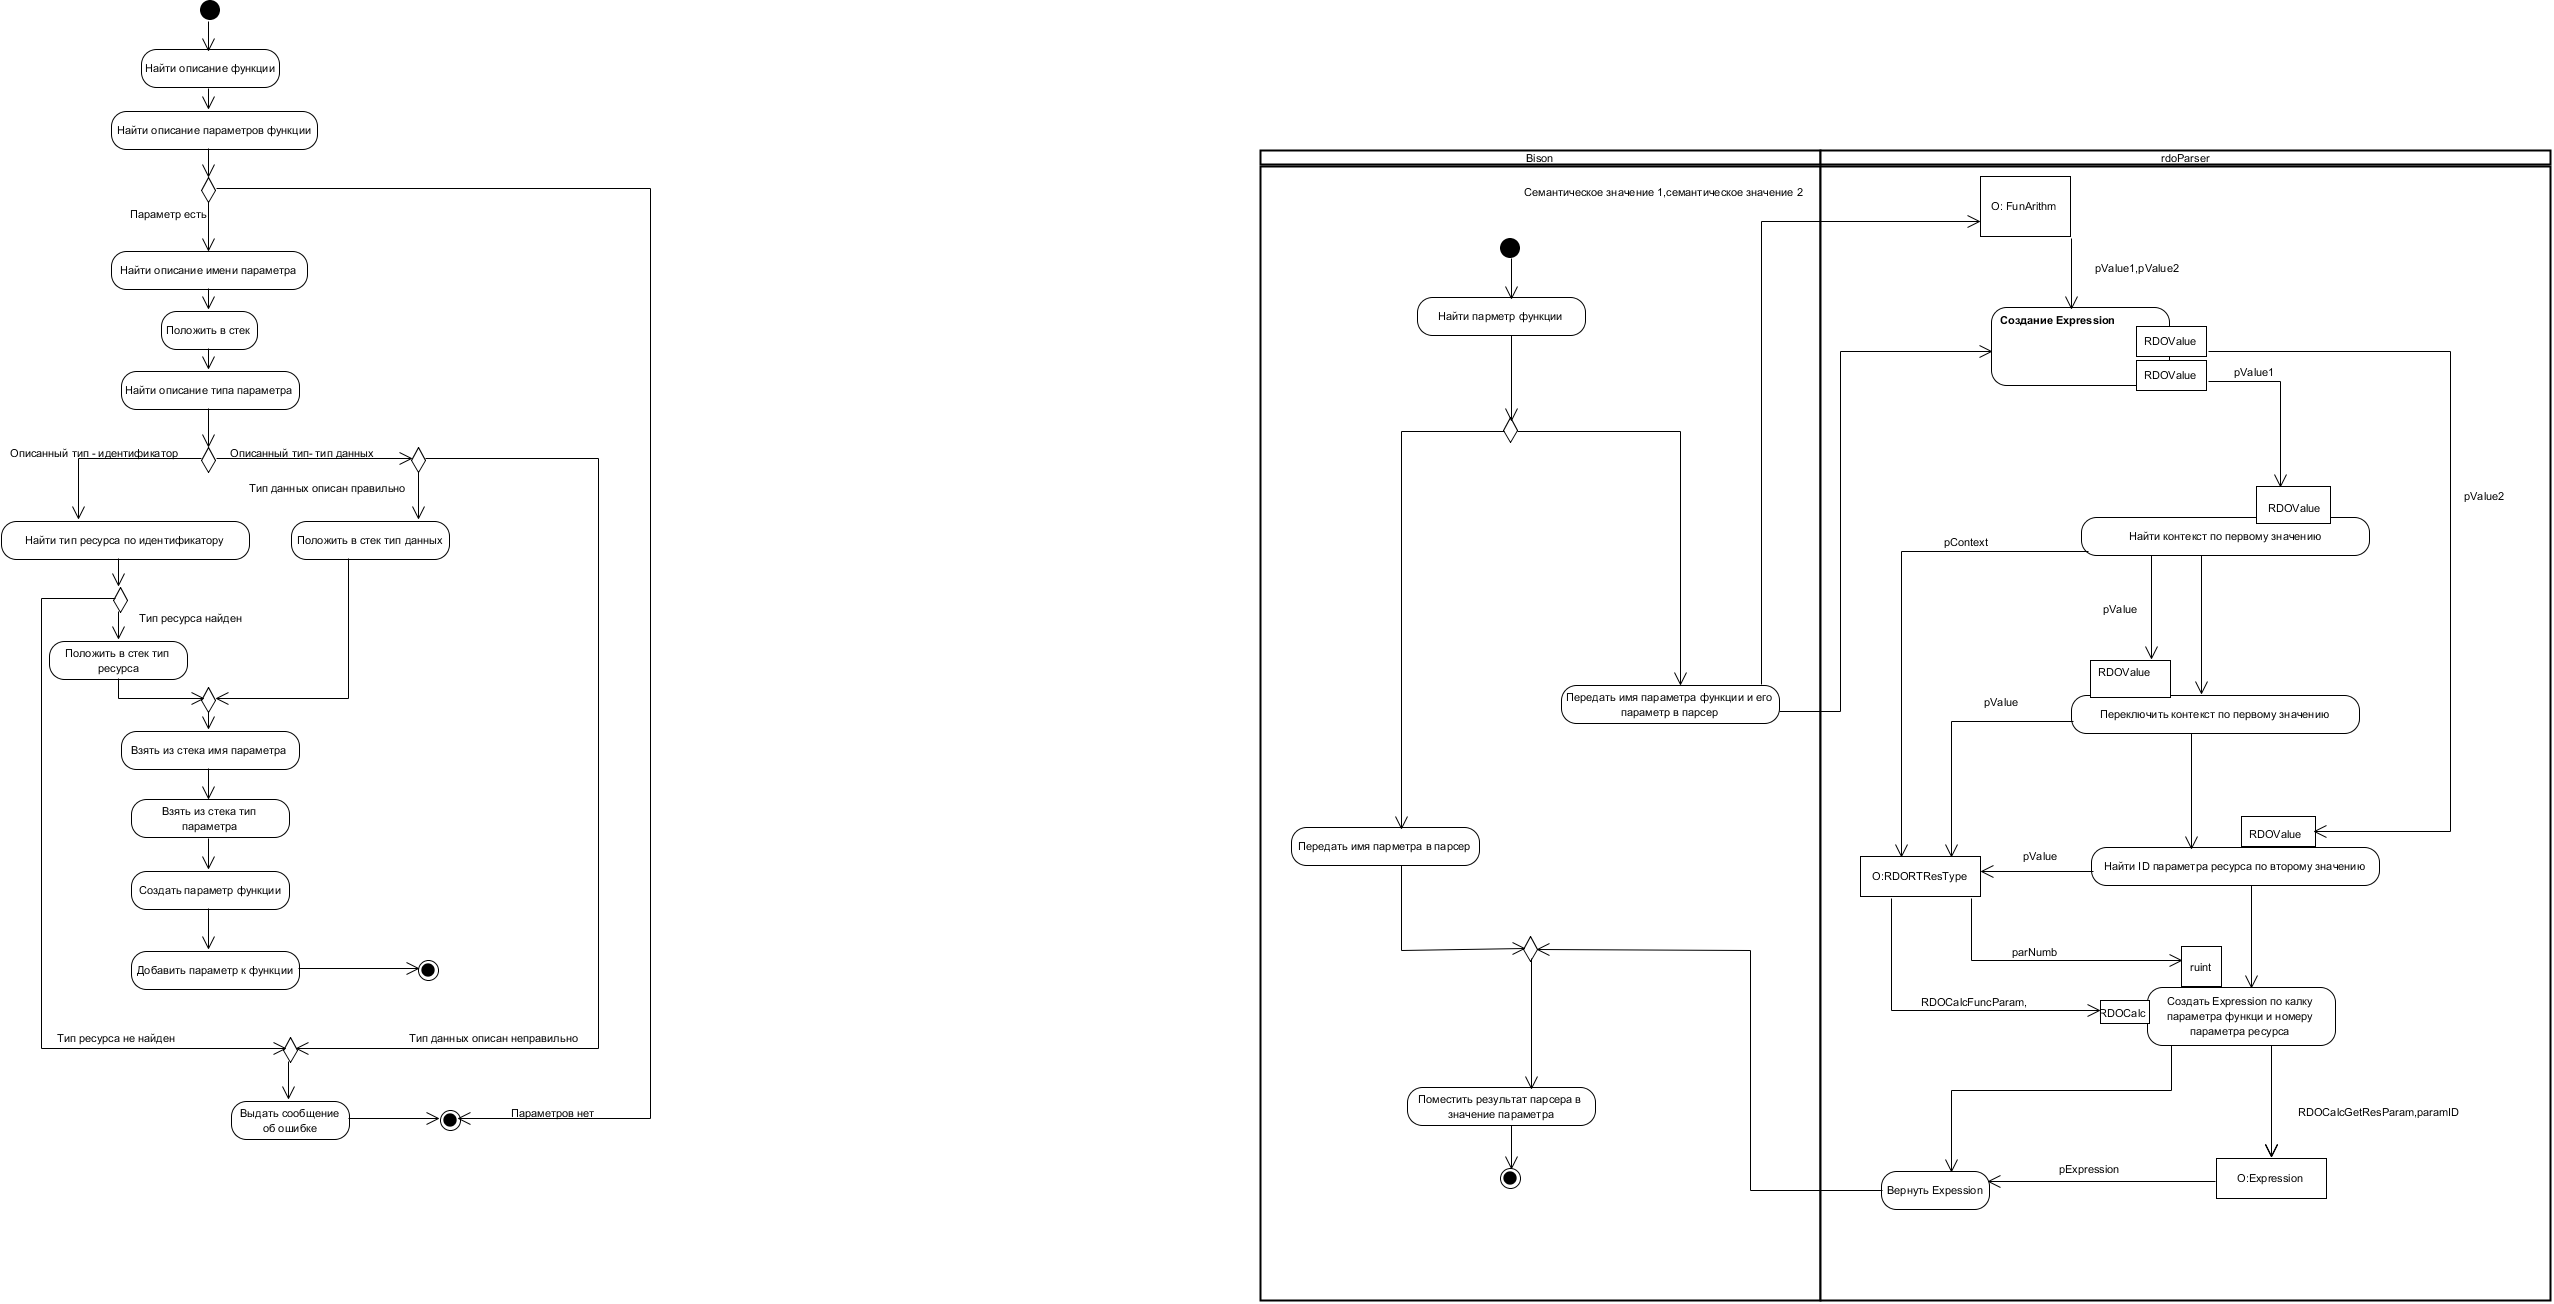 Найти описание функции
Найти описание параметров функции
Параметр есть
Найти описание имени параметра
Положить в стек
Найти описание типа параметра
Описанный тип - идентификатор
Описанный тип- тип данных
Тип данных описан правильно
Найти тип ресурса по идентификатору
Положить в стек тип данных
Тип ресурса найден
Положить в стек тип
ресурса
Взять из стека имя параметра
Взять из стека тип
параметра
Создать параметр функции
Добавить параметр к функции
Тип ресурса не найден
Тип данных описан неправильно
Выдать сообщение
об ошибке
Параметров нет
Bison
rdoParser
Семантическое значение 1,семантическое значение 2
O: FunArithm
Найти парметр функции
pValue1,pValue2
Создание Expression
RDOValue
RDOValue
pValue1
pValue2
RDOValue
Найти контекст по первому значению
pContext
pValue
RDOValue
Передать имя параметра функции и его
параметр в парсер
pValue
Переключить контекст по первому значению
Передать имя парметра в парсер
RDOValue
pValue
Найти ID параметра ресурса по второму значению
O:RDORTResType
parNumb
ruint
RDOCalcFuncParam,
RDOCalc
Создать Expression по калку
параметра функци и номеру
параметра ресурса
Поместить результат парсера в
значение параметра
RDOCalcGetResParam,paramID
pExpression
O:Expression
Вернуть Expession